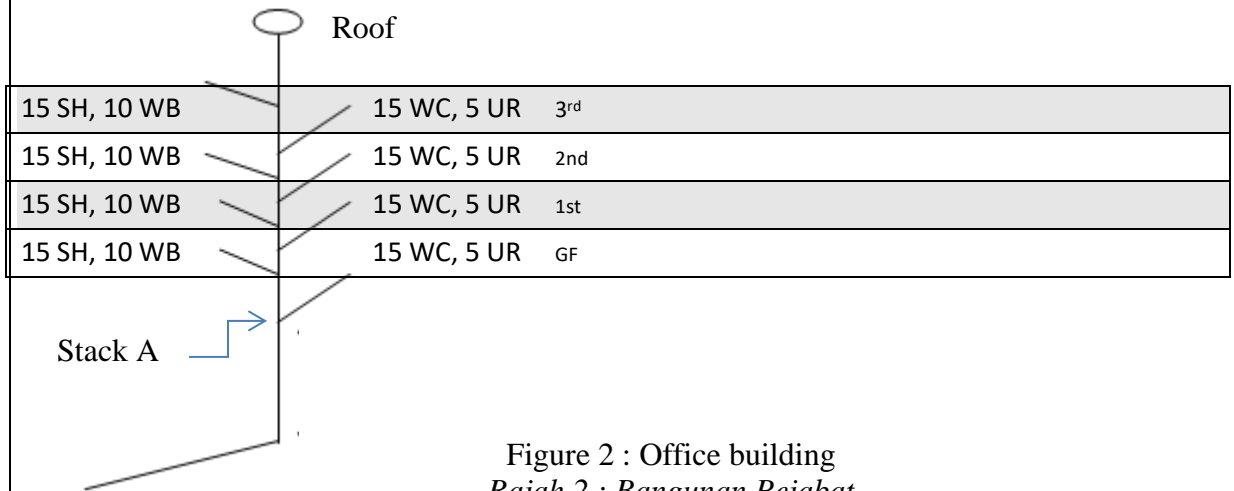 Roof
15 SH, 10 WB 15 WC, 5 UR 3rd
15 SH, 10 WB 15 WC, 5 UR 2nd
15 SH, 10 WB 15 WC, 5 UR 1st
15 SH, 10 WB 15 WC, 5 UR GF
Stack A
Figure 2 : Office building
Rajah 2 : Bangunan Pejabat